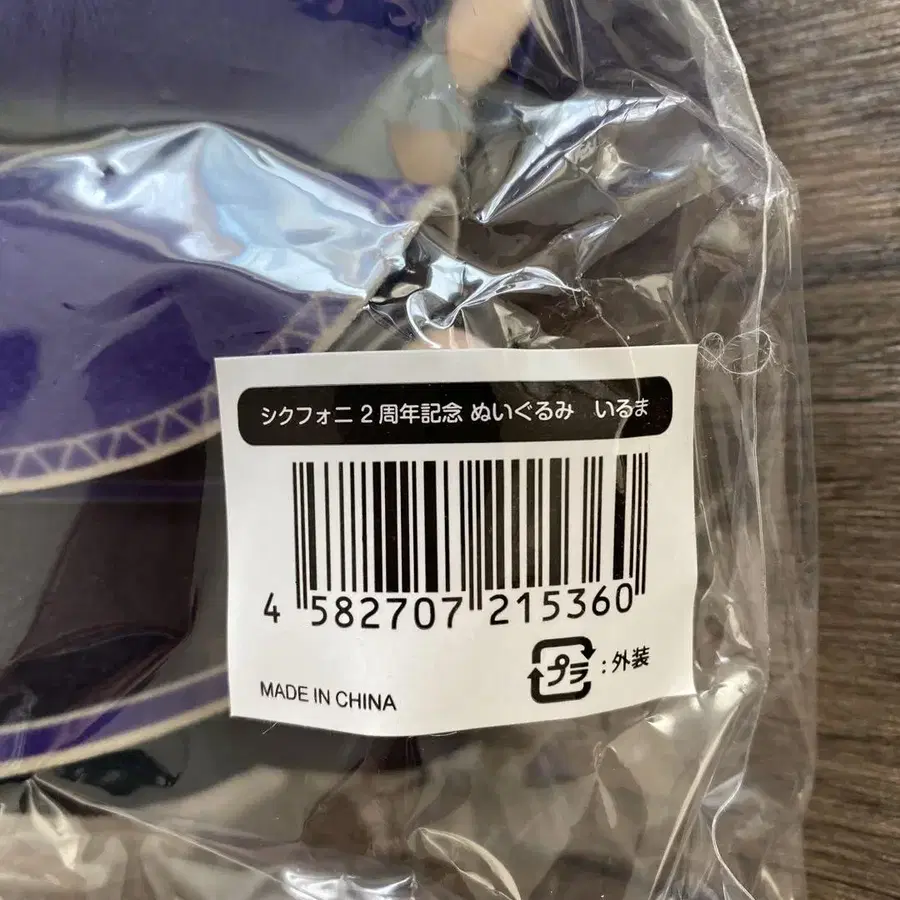 シクフォニ 2周年記念 ぬいぐるみ　いるま
4 582707 215360
プラ : 外装
MADE IN CHINA